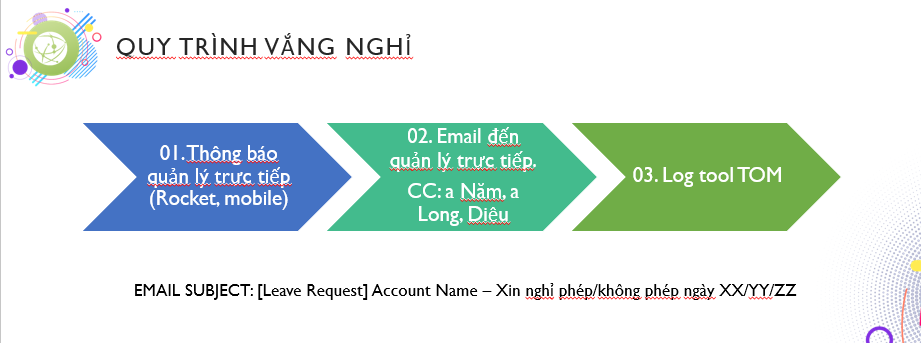 QUY TRÌNH VẮNG NGHỈ
01. Thông báo
quản lý trực tiếp
(Rocket, mobile)
02. Email đến
quản lý trực tiếp.
CC: a Năm, a
Long, Diệu
03. Log tool TOM
EMAIL SUBJECT: [Leave Request] Account Name – Xin nghỉ phép/không phép ngày XX/YY/ZZ